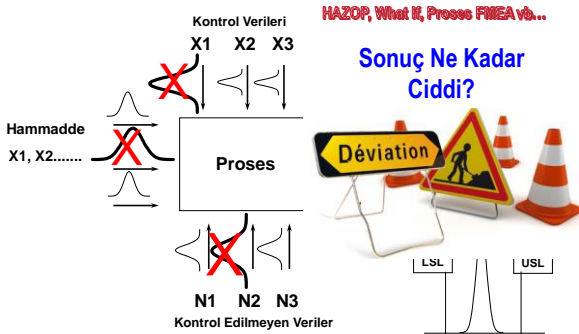 HAZOP, What If, Proses FMEA vb...
Kontrol Verileri
X1 X2 X3
Sonuç Ne Kadar
Ciddi?
Hammadde
X1, X2.......
Proses
Déviation
LSL USL
N1 N2 N3
Kontrol Edilmeyen Veriler